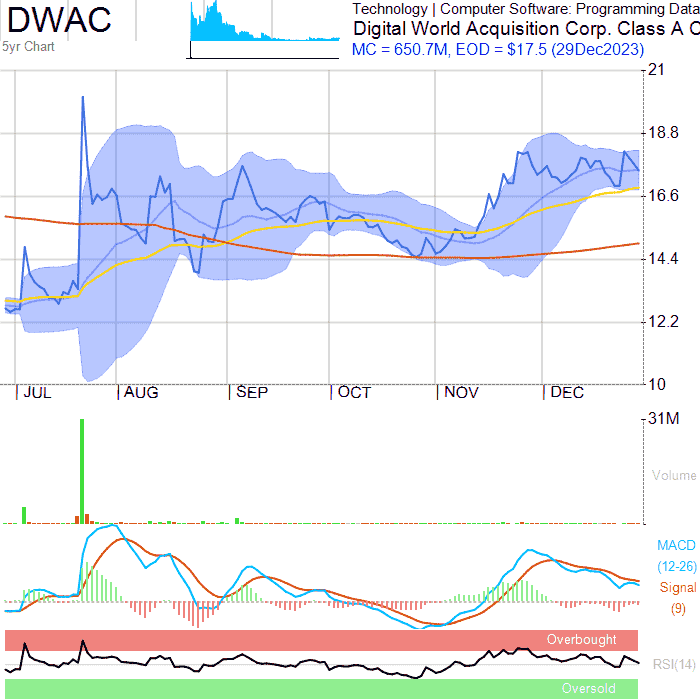 DWAC
5yr Chart
Technology | Computer Software: Programming Data
Digital World Acquisition Corp. Class A C
MC = 650.7M, EOD = $17.5 (29Dec2023)
21
18.8
16.6
14.4
12.2
10
JUL AUG SEP OCT NOV DEC
31M
Volume
MACD
(12-26)
Signal
(9)
Overbought
RSI(14)
Oversold